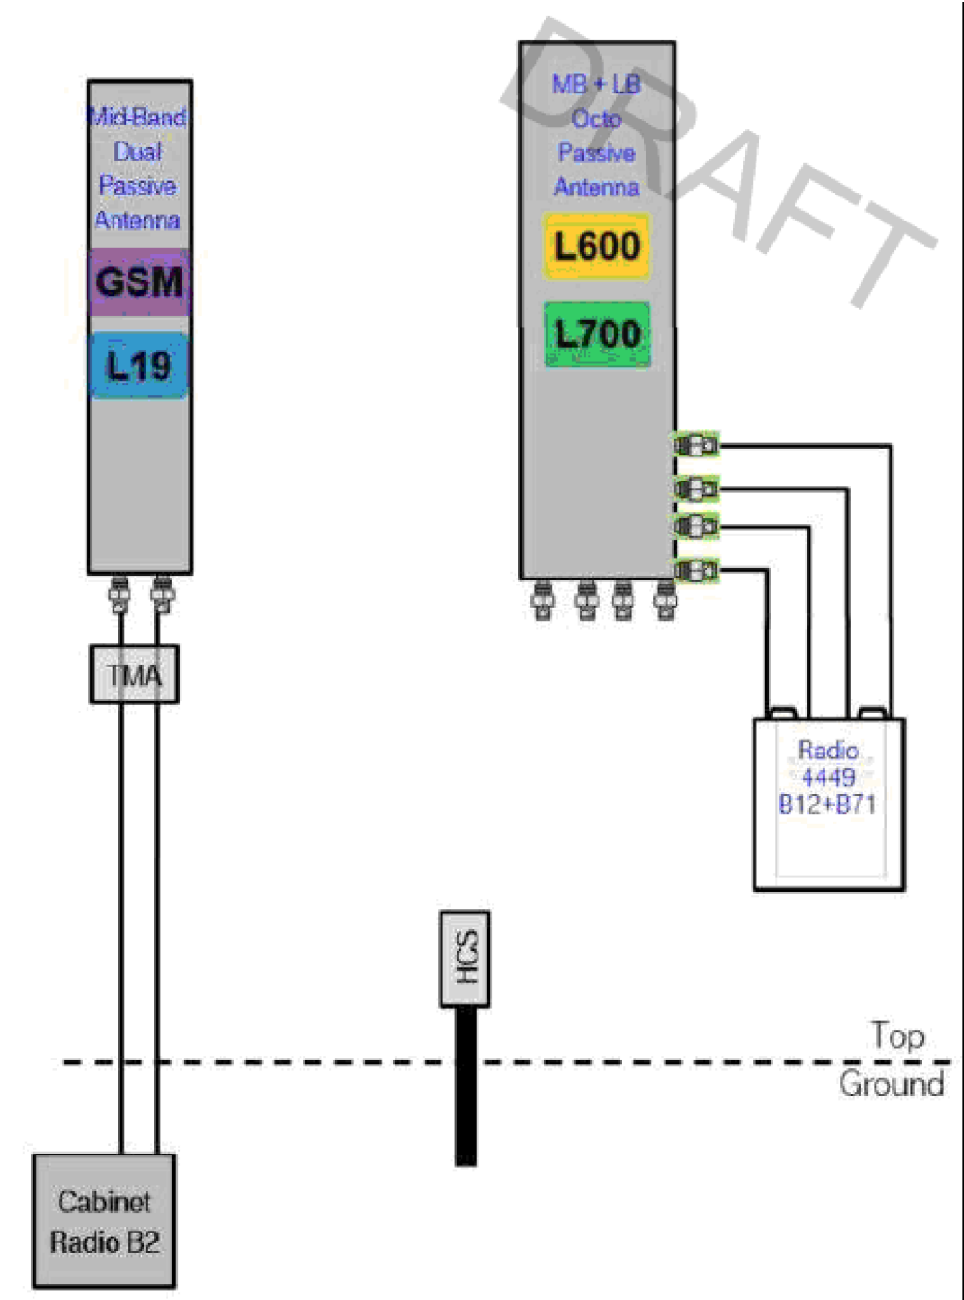 DRAFT
Mid-Band
Dual
Passive
Antenna
GSM
L19
TMA
MB + LB
Octo
Passive
Antenna
L600
L700
Radio
4449
B12+B71
HCS
Top
Ground
Cabinet
Radio B2